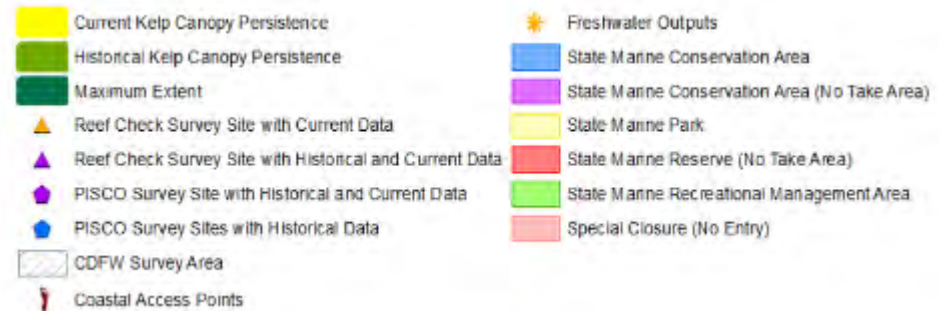 Current Kelp Canopy Persistence
Historical Kelp Canopy Persistence
Maximum Extent
Reef Check Survey Site with Current Data
Reef Check Survey Site with Historical and Current Data
PISCO Survey Site with Historical and Current Data
PISCO Survey Sites with Historical Data
CDFW Survey Area
Coastal Access Points
Freshwater Outputs
State Marine Conservation Area
State Marine Conservation Area (No Take Area)
State Marine Park
State Marine Reserve (No Take Area)
State Marine Recreational Management Area
Special Closure (No Entry)